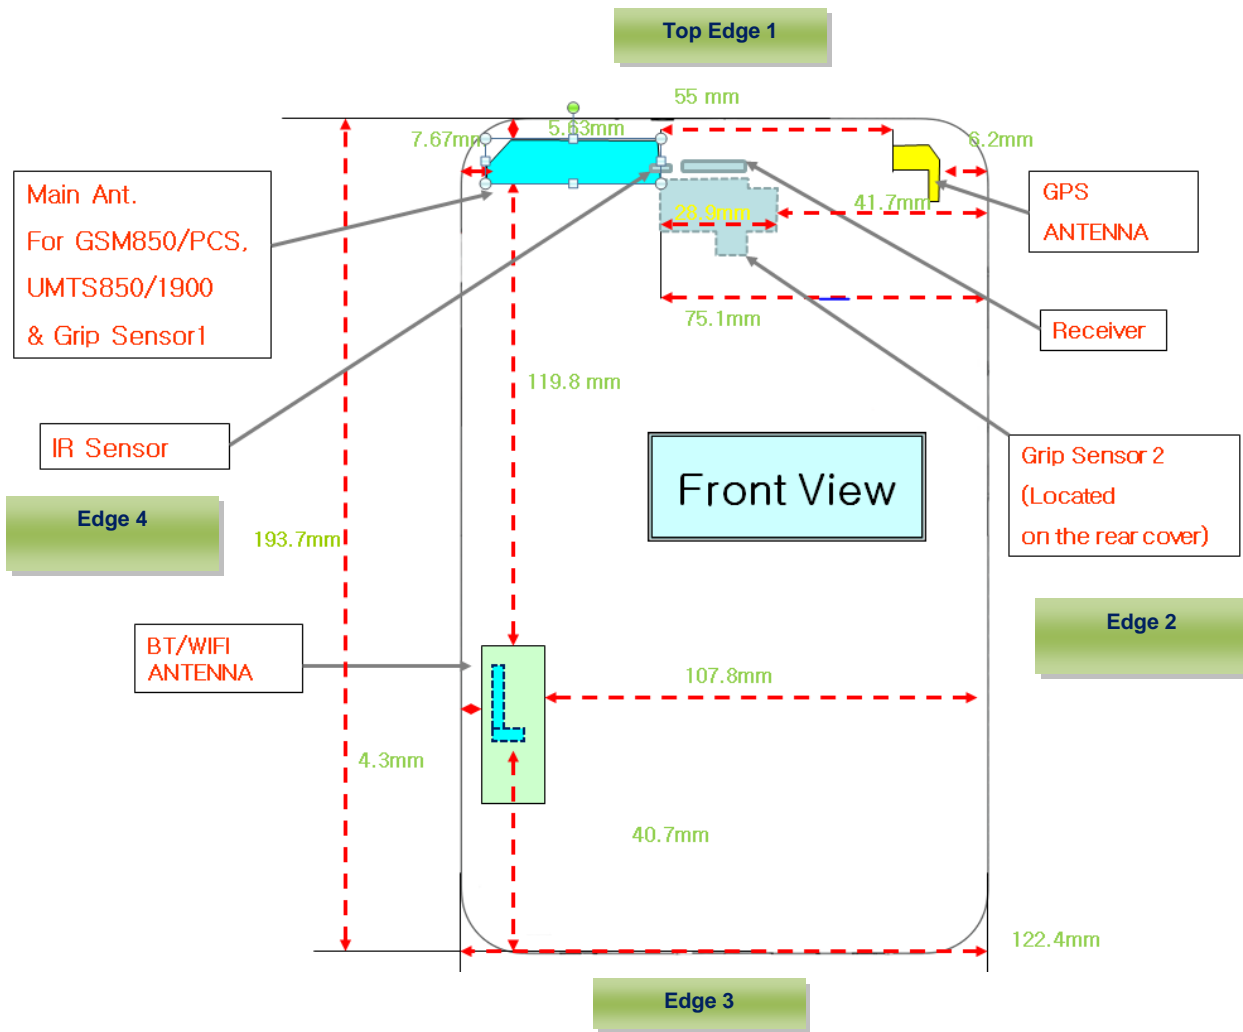 Top Edge 1
55 mm
7.67mm
5.63mm
6.2mm
Main Ant.
For GSM850/PCS,
UMTS850/1900
& Grip Sensor1
GPS
ANTENNA
41.7mm
28.9mm
75.1mm
Receiver
119.8 mm
IR Sensor
Front View
Grip Sensor 2
(Located
on the rear cover)
Edge 4
193.7mm
Edge 2
BT/WIFI
ANTENNA
107.8mm
4.3mm
40.7mm
122.4mm
Edge 3